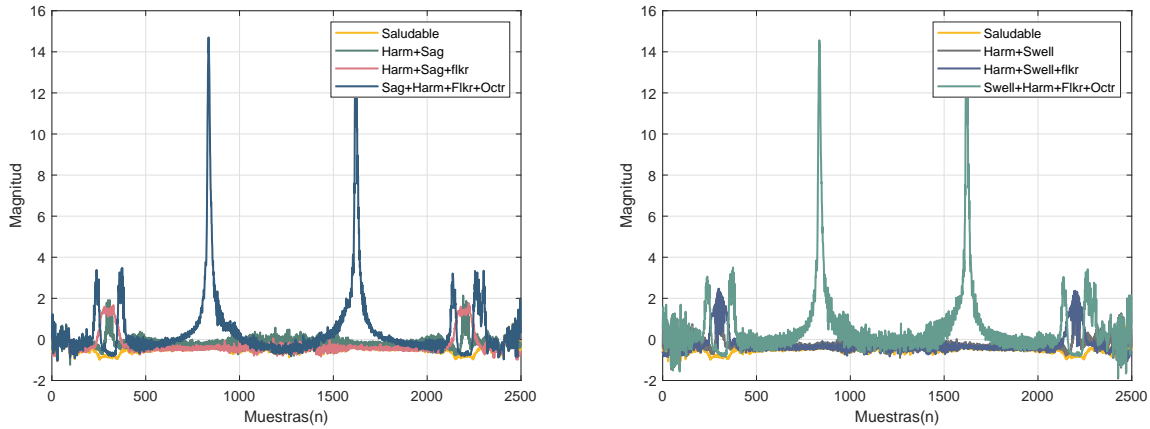 16
14
12
10
8
6
4
2
0
-2
Magnitud
0
500
1000
1500
2000
2500
Muestras(n)
Saludable
Harm+Sag
Harm+Sag+flkr
Sag+Harm+Flkr+Octr
16
14
12
10
8
6
4
2
0
-2
Magnitud
0
500
1000
1500
2000
2500
Muestras(n)
Saludable
Harm+Swell
Harm+Swell+flkr
Swell+Harm+Flkr+Octr